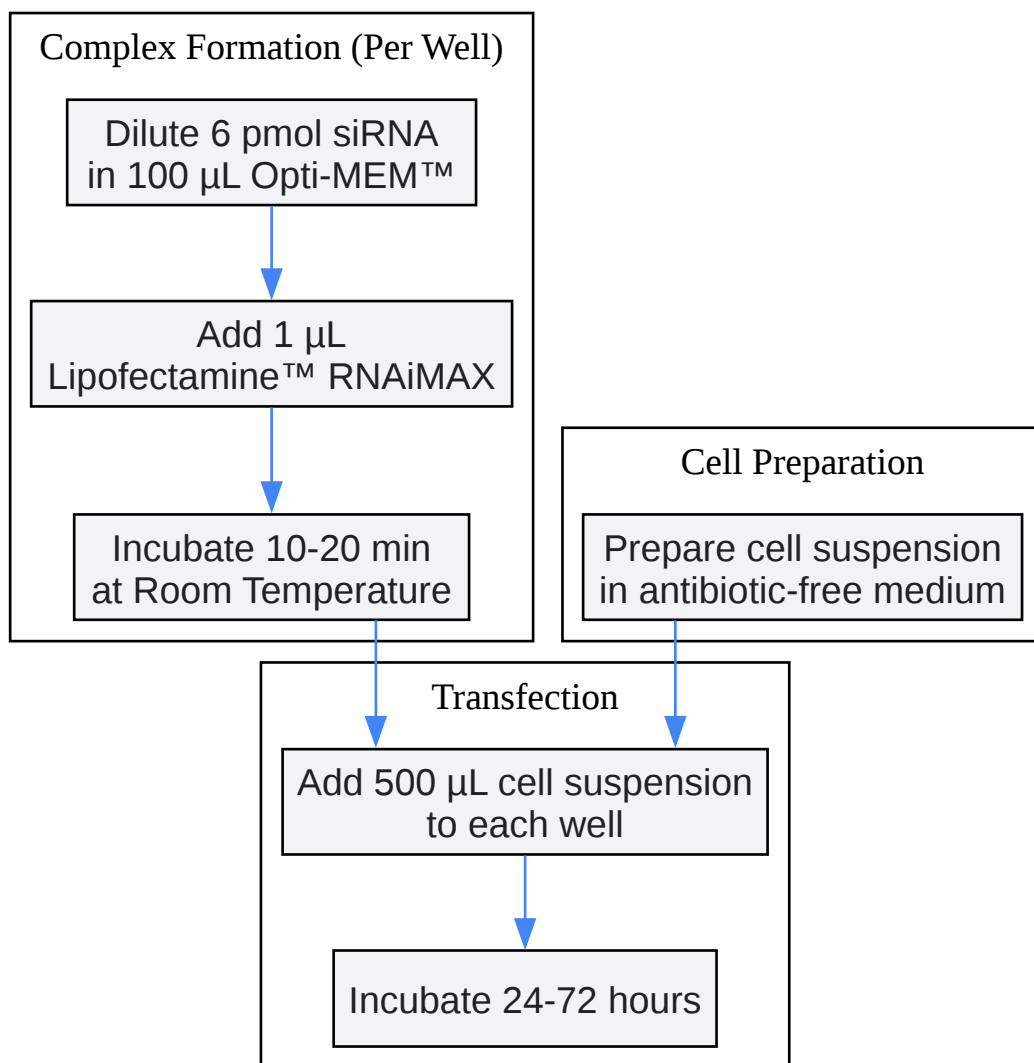 Complex Formation (Per Well)
Dilute 6 pmol siRNA
in 100 µL Opti-MEM™
Add 1 µL
Lipofectamine™ RNAiMAX
Incubate 10-20 min
at Room Temperature
Cell Preparation
Prepare cell suspension
in antibiotic-free medium
Transfection
Add 500 µL cell suspension
to each well
Incubate 24-72 hours